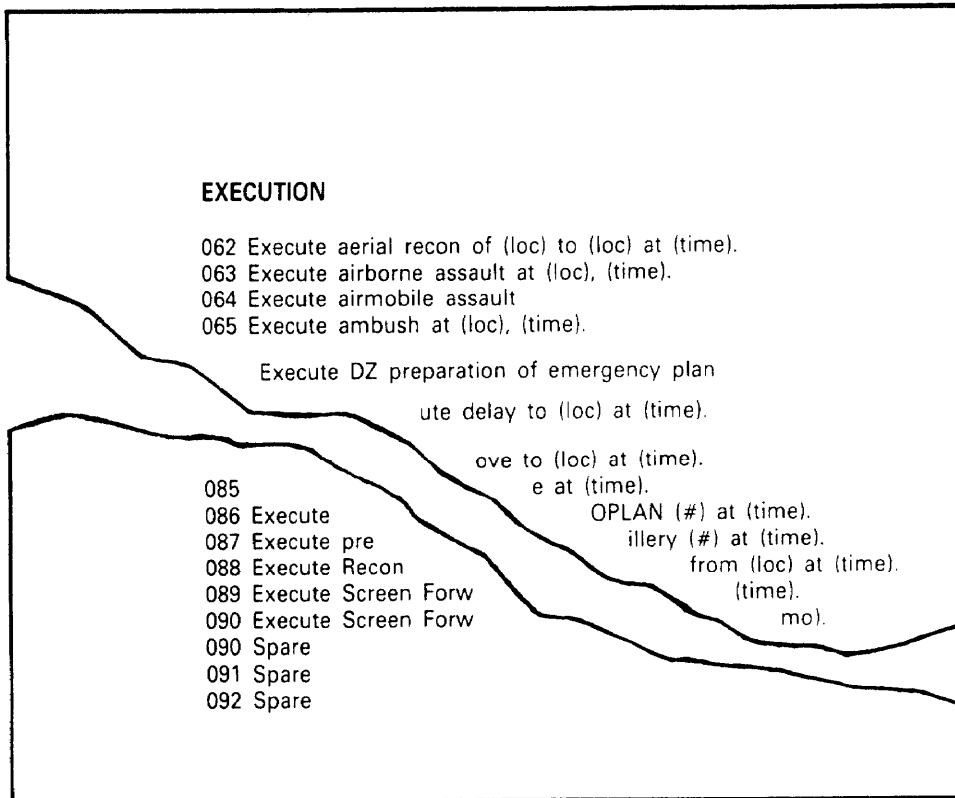 EXECUTION
062 Execute aerial recon of (loc) to (loc) at (time).
063 Execute airborne assault at (loc), (time).
064 Execute airmobile assault
065 Execute ambush at (loc), (time).
Execute DZ preparation of emergency plan
ute delay to (loc) at (time).
ove to (loc) at (time).
e at (time).
OPLAN (#) at (time).
illery (#) at (time).
from (loc) at (time).
(time).
mo).
085
086 Execute
087 Execute pre
088 Execute Recon
089 Execute Screen Forw
090 Execute Screen Forw
090 Spare
091 Spare
092 Spare